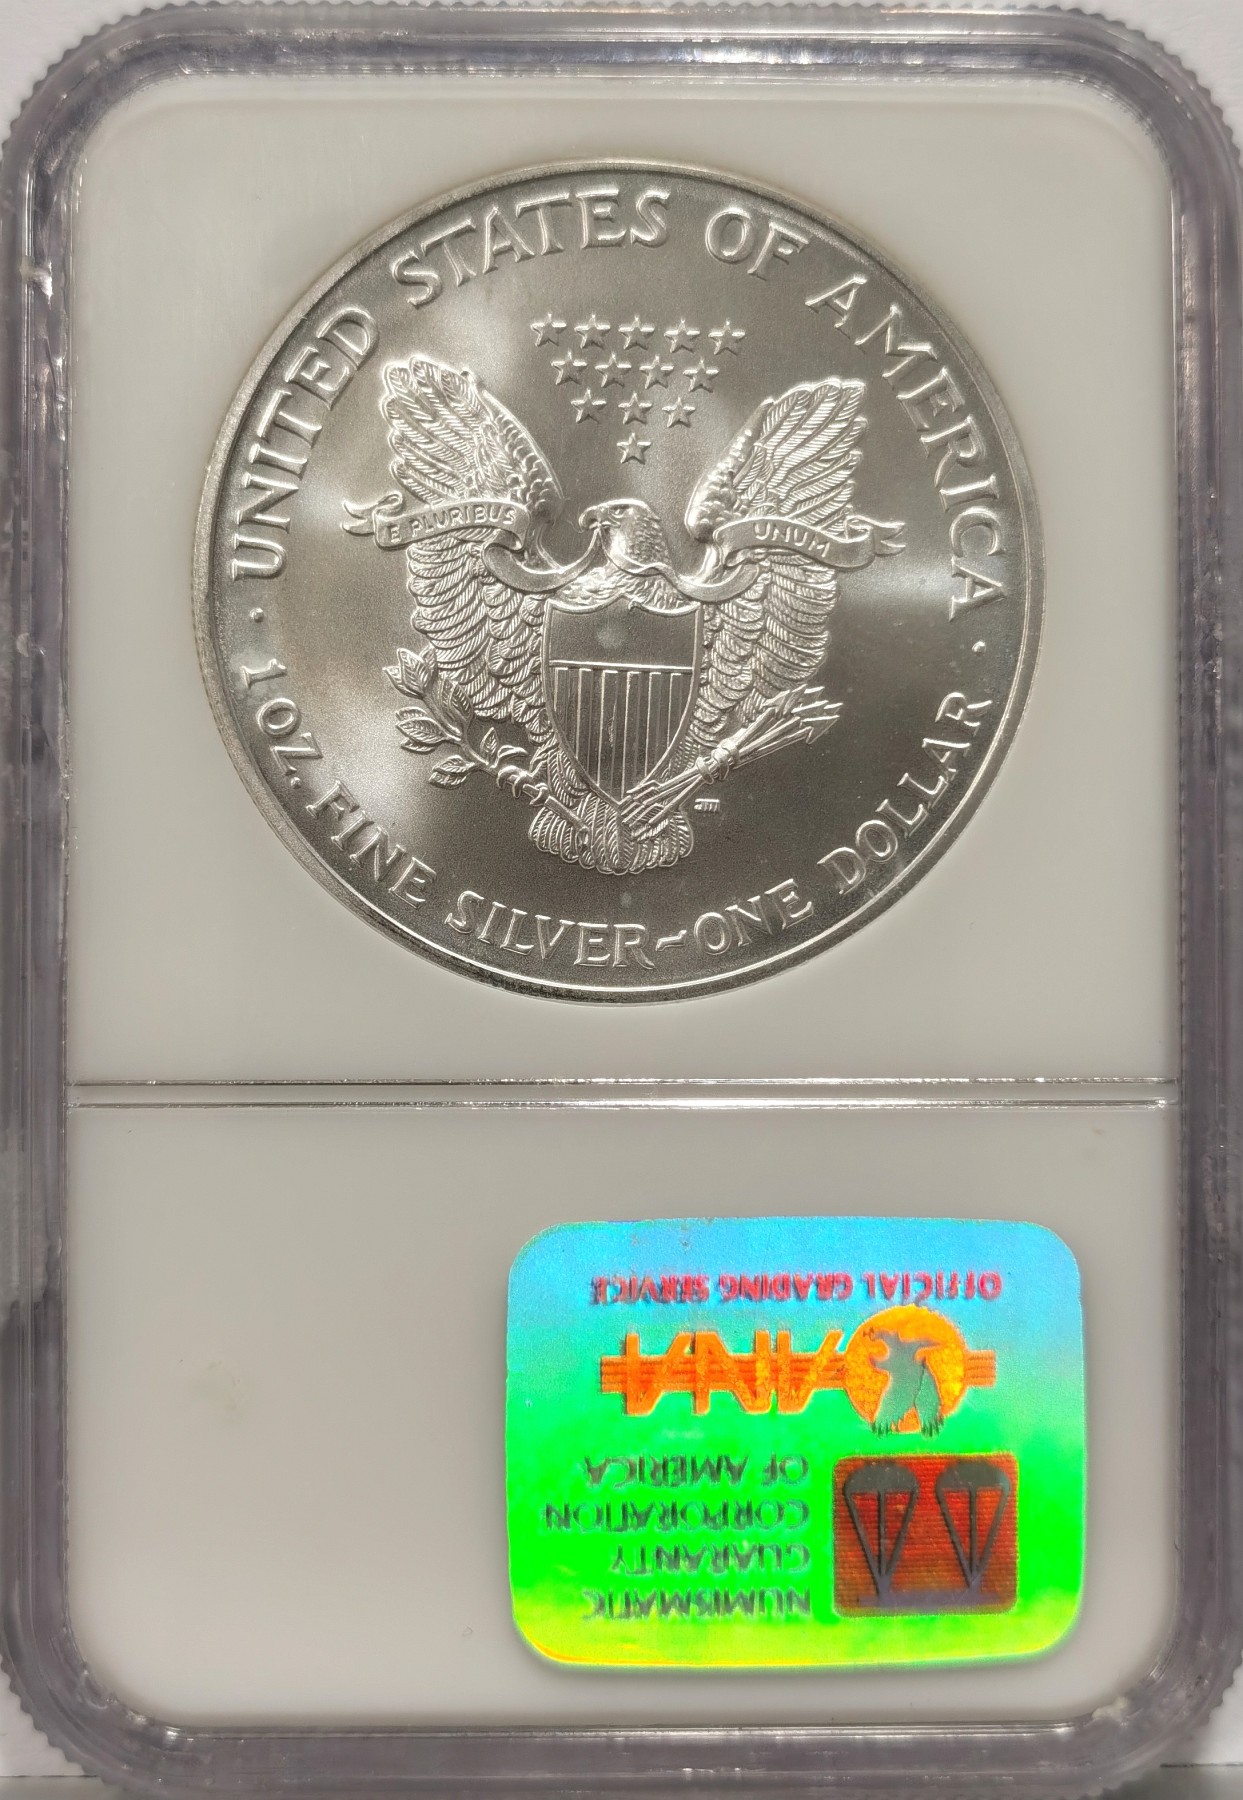 · UNITED STATES OF AMERICA ·
E PLURIBUS UNUM
JM
1 OZ. FINE SILVER~ONE DOLLAR
NUMISMATIC
GUARANTY
CORPORATION
OF AMERICA
ANA
OFFICIAL GRADING SERVICE